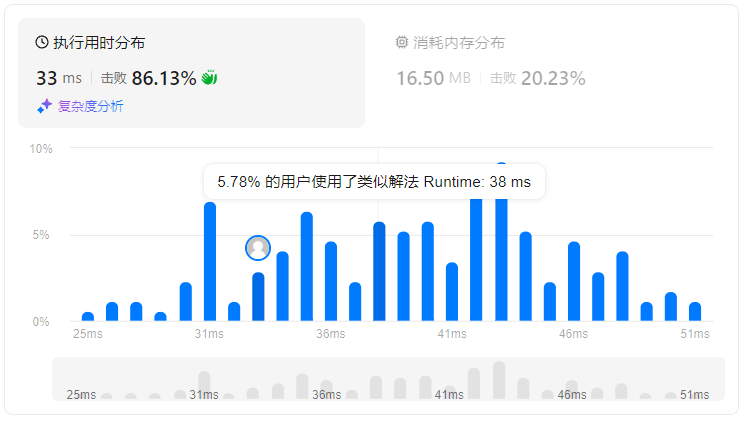 执行用时分布
33 ms 击败 86.13%
复杂度分析
消耗内存分布
16.50 MB 击败 20.23%
10%
5.78% 的用户使用了类似解法 Runtime: 38 ms
5%
0%
25ms 31ms 36ms 41ms 46ms 51ms
25ms 31ms 36ms 41ms 46ms 51ms